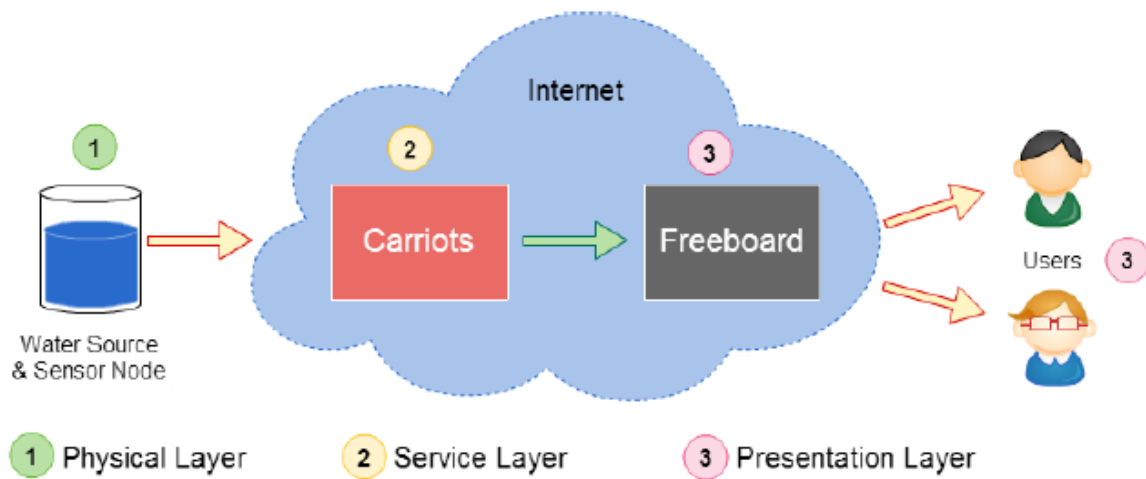 Internet
1
2
3
Carriots
Freeboard
Users 3
Water Source
& Sensor Node
1 Physical Layer
2 Service Layer
3 Presentation Layer